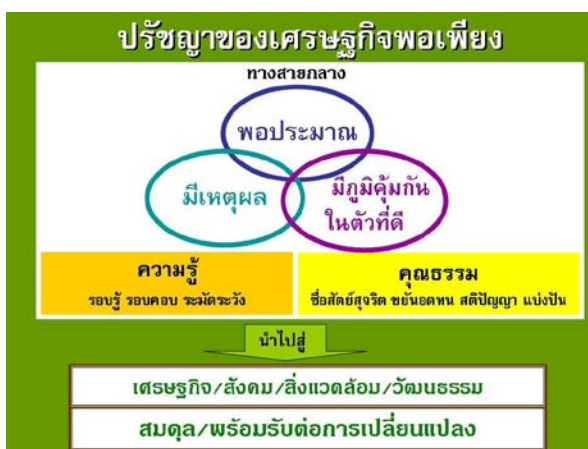 ปรัชญาของเศรษฐกิจพอเพียง
ทางสายกลาง
พอประมาณ
มีเหตุผล
มีภูมิคุ้มกัน
ในตัวที่ดี
ความรู้
รอบรู้ รอบคอบ ระมัดระวัง
คุณธรรม
ซื่อสัตย์สุจริต ขยันอดทน สติปัญญา แบ่งปัน
นำไปสู่
เศรษฐกิจ/สังคม/สิ่งแวดล้อม/วัฒนธรรม
สมดุล/พร้อมรับต่อการเปลี่ยนแปลง